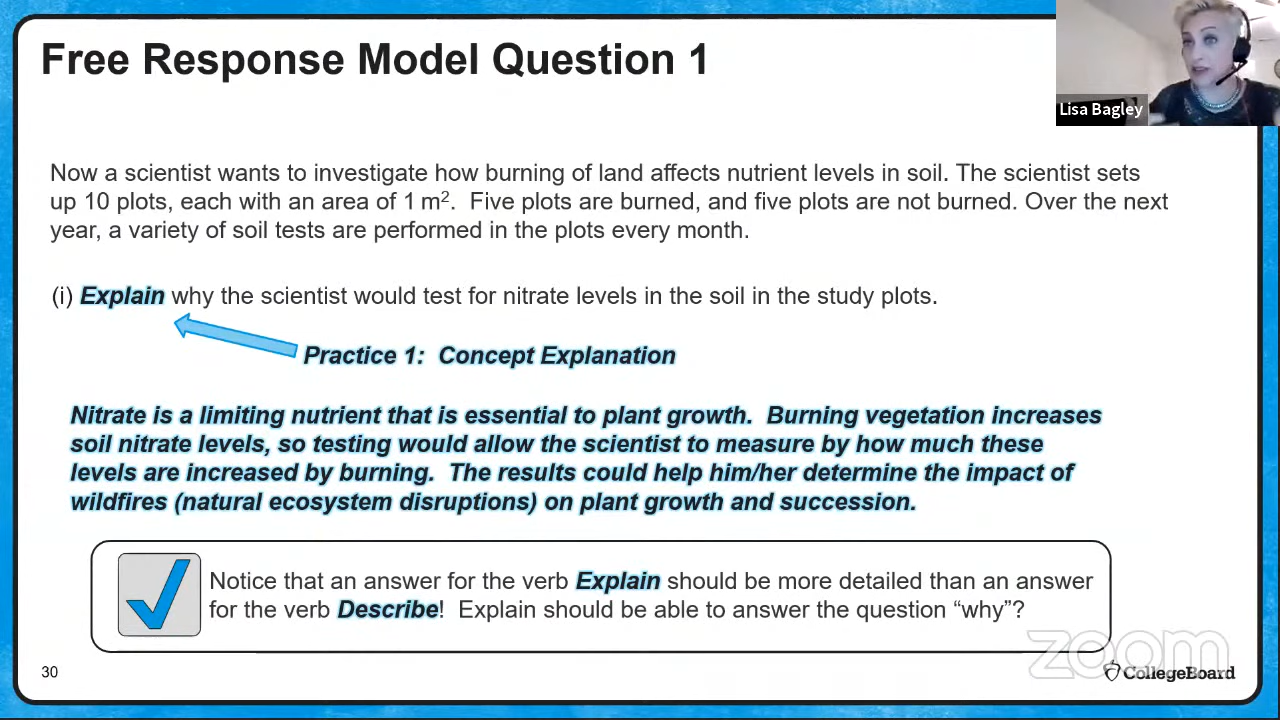 Free Response Model Question 1
Lisa Bagley
Now a scientist wants to investigate how burning of land affects nutrient levels in soil. The scientist sets
up 10 plots, each with an area of 1 m². Five plots are burned, and five plots are not burned. Over the next
year, a variety of soil tests are performed in the plots every month.
(i) Explain why the scientist would test for nitrate levels in the soil in the study plots.
Practice 1: Concept Explanation
Nitrate is a limiting nutrient that is essential to plant growth. Burning vegetation increases
soil nitrate levels, so testing would allow the scientist to measure by how much these
levels are increased by burning. The results could help him/her determine the impact of
wildfires (natural ecosystem disruptions) on plant growth and succession.
Notice that an answer for the verb Explain should be more detailed than an answer
for the verb Describe! Explain should be able to answer the question “why”?
zoom
30
CollegeBoard